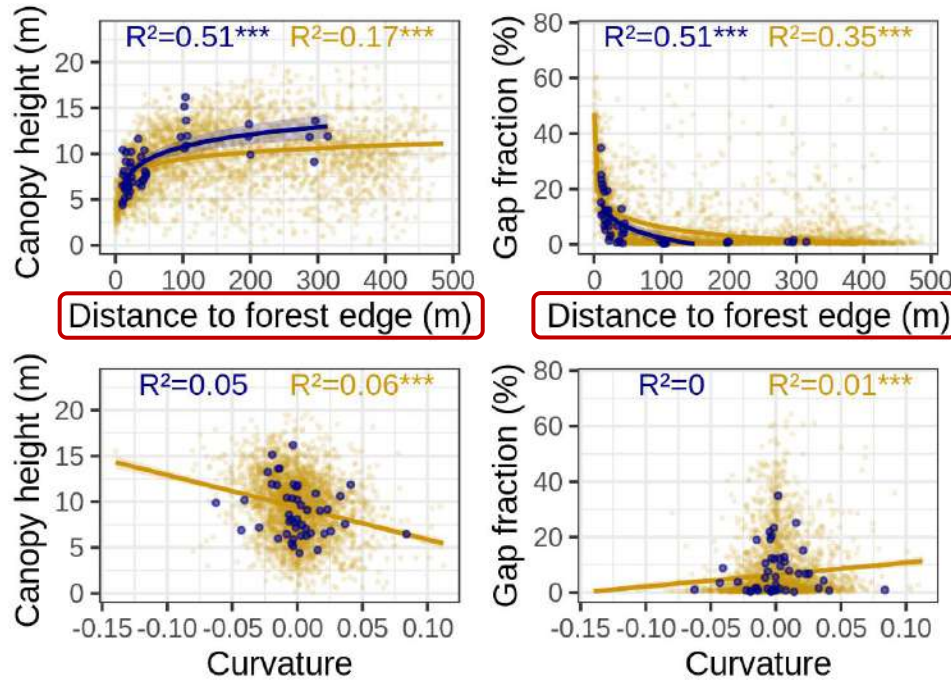 R²=0.51*** R²=0.17***
Canopy height (m)
20
15
10
5
0
0 100 200 300 400 500
Distance to forest edge (m)
R²=0.51*** R²=0.35***
Gap fraction (%)
80
60
40
20
0
0 100 200 300 400 500
Distance to forest edge (m)
R²=0.05 R²=0.06***
Canopy height (m)
20
15
10
5
0
-0.15 -0.10 -0.05 0.00 0.05 0.10
Curvature
R²=0 R²=0.01***
Gap fraction (%)
80
60
40
20
0
-0.15 -0.10 -0.05 0.00 0.05 0.10
Curvature